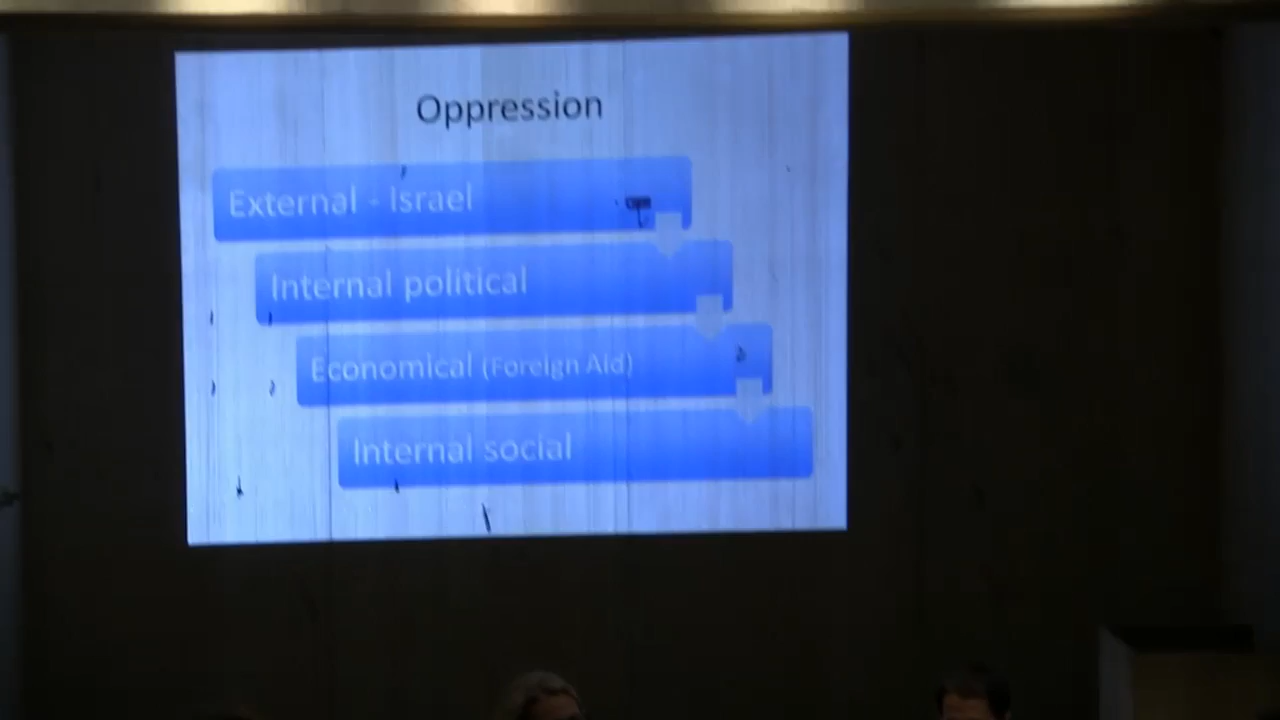 Oppression
External - Israel
Internal political
Economical (Foreign Aid)
Internal social